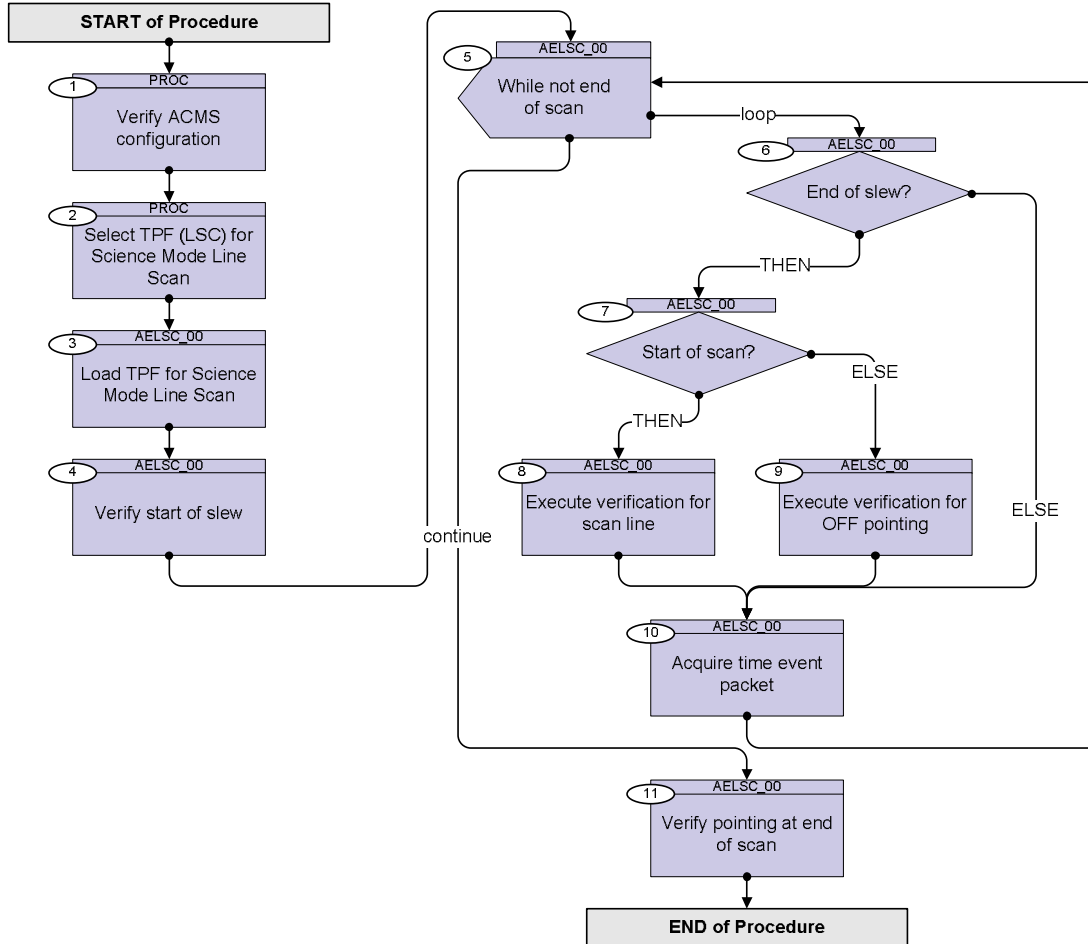 START of Procedure
1
PROC
Verify ACMS
configuration
2
PROC
Select TPF (LSC) for
Science Mode Line
Scan
3
AELSC_00
Load TPF for Science
Mode Line Scan
4
AELSC_00
Verify start of slew
5
AELSC_00
While not end
of scan
loop
continue
6
AELSC_00
End of slew?
THEN
ELSE
7
AELSC_00
Start of scan?
THEN
ELSE
8
AELSC_00
Execute verification for
scan line
9
AELSC_00
Execute verification for
OFF pointing
10
AELSC_00
Acquire time event
packet
11
AELSC_00
Verify pointing at end
of scan
END of Procedure